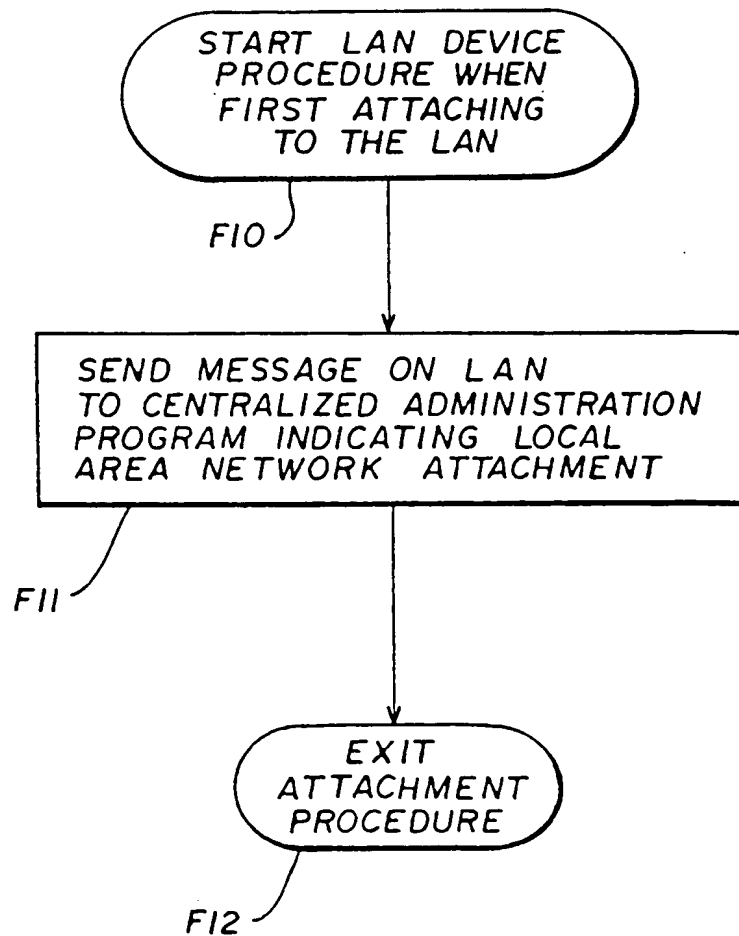 START LAN DEVICE
PROCEDURE WHEN
FIRST ATTACHING
TO THE LAN
F10
SEND MESSAGE ON LAN
TO CENTRALIZED ADMINISTRATION
PROGRAM INDICATING LOCAL
AREA NETWORK ATTACHMENT
F11
EXIT
ATTACHMENT
PROCEDURE
F12